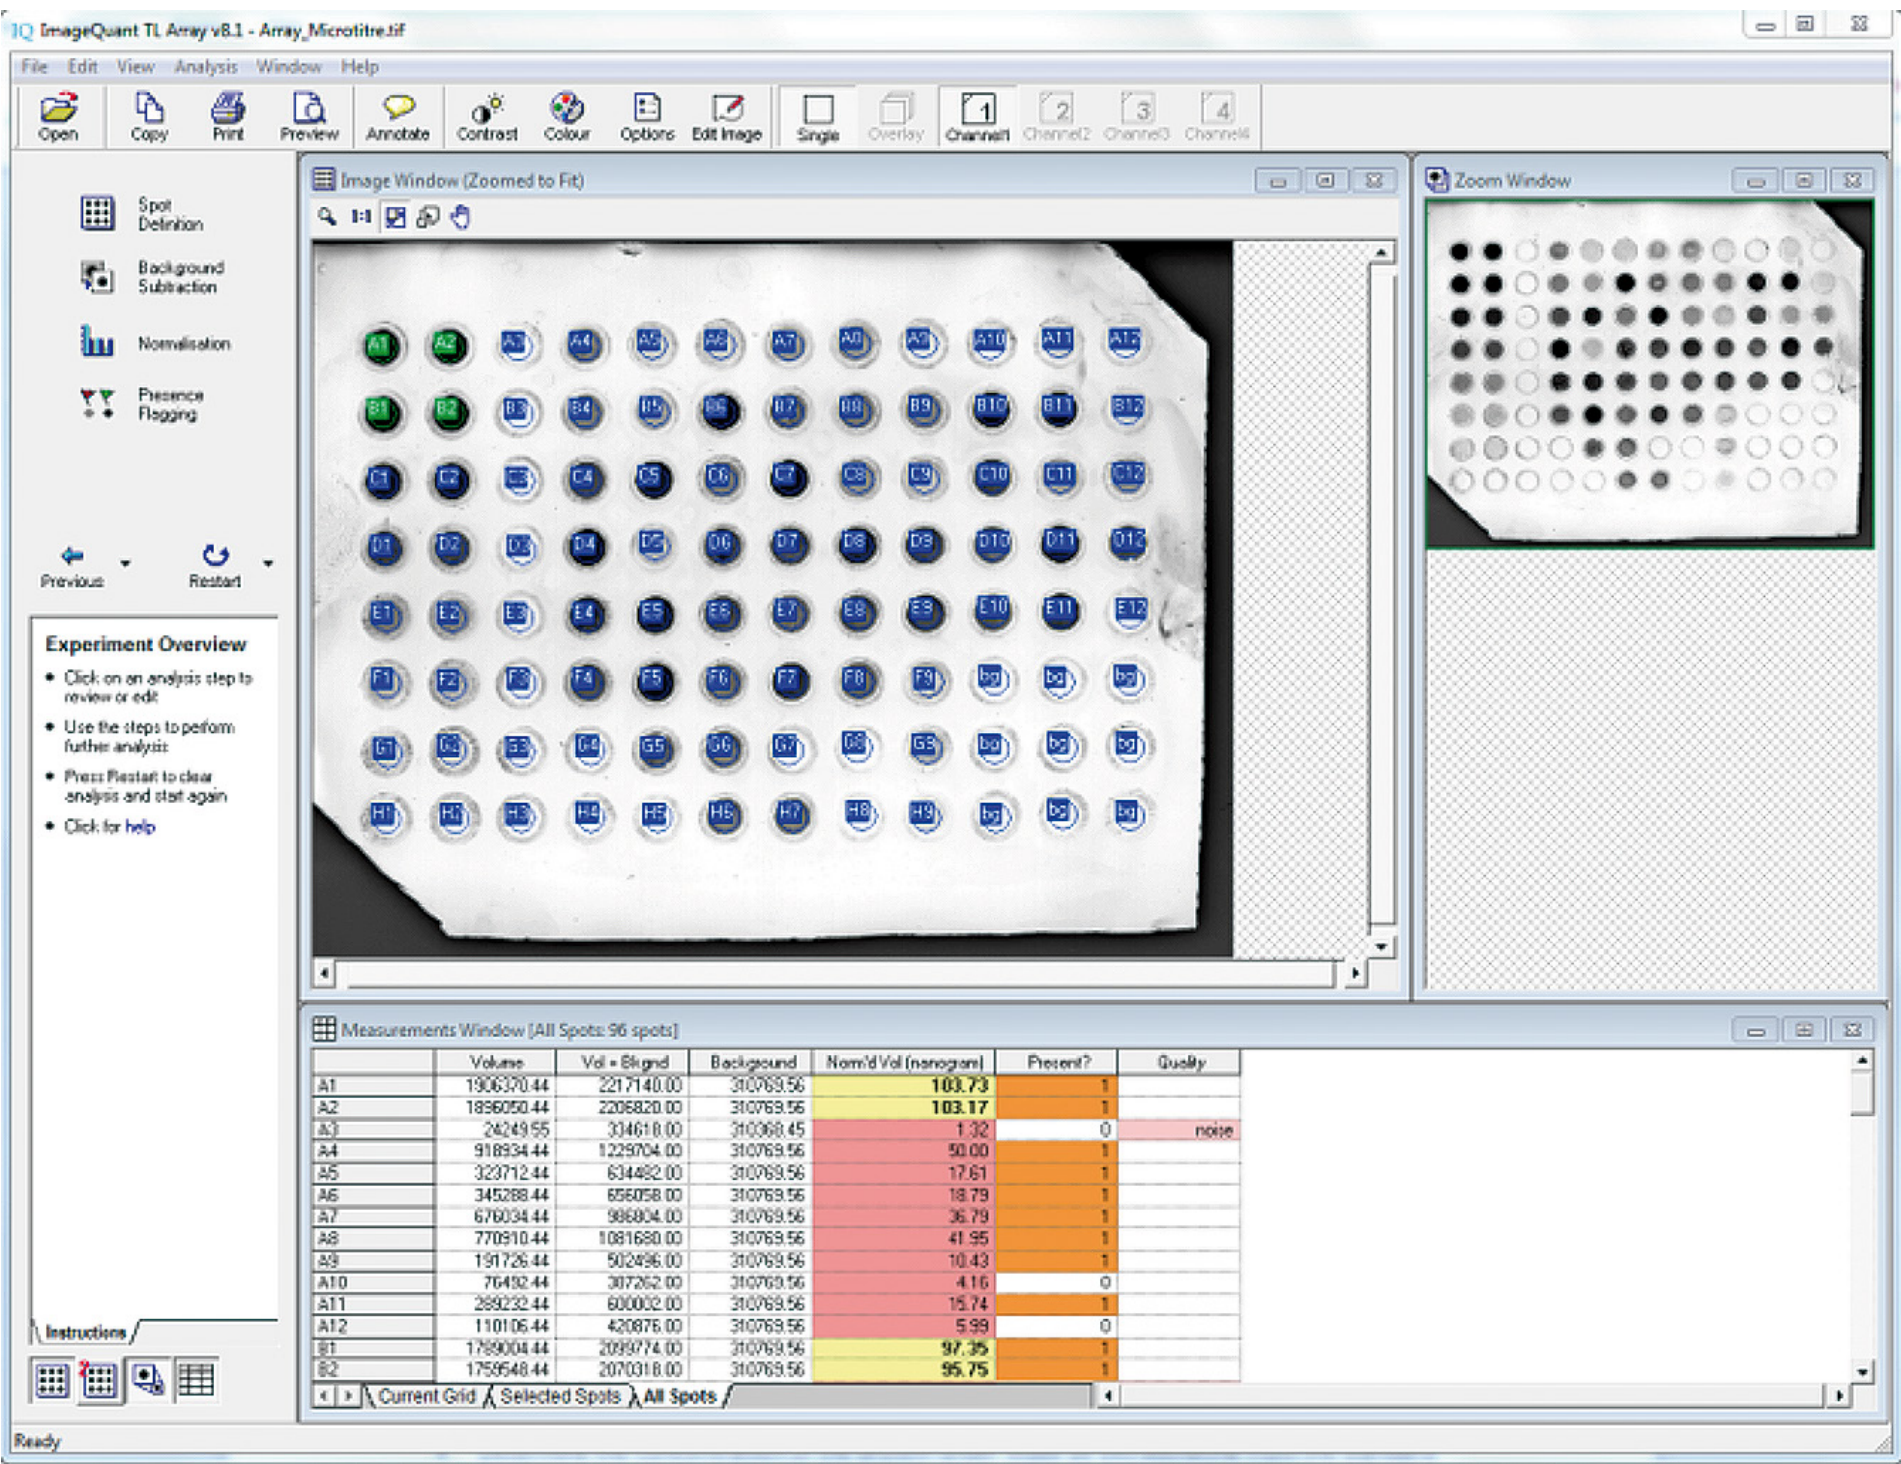 IQ ImageQuant TL Array v8.1 - Array_Microtitre.tif
File Edit View Analysis Window Help
Open Copy Print Preview Annotate Contrast Colour Options Edit Image Single Overlay Channel1 Channel2 Channel3 Channel4
1 2 3 4
Spot
Definition
Background
Subtraction
Normalisation
Presence
Flagging
Previous Restart
Experiment Overview
• Click on an analysis step to
review or edit
• Use the steps to perform
further analysis
• Press Restart to clear
analysis and start again
• Click for help
Instructions
Image Window (Zoomed to Fit)
1:1
A1 A2 A3 A4 A5 A6 A7 A8 A9 A10 A11 A12
B1 B2 B3 B4 B5 B6 B7 B8 B9 B10 B11 B12
C1 C2 C3 C4 C5 C6 C7 C8 C9 C10 C11 C12
D1 D2 D3 D4 D5 D6 D7 D8 D9 D10 D11 D12
E1 E2 E3 E4 E5 E6 E7 E8 E9 E10 E11 E12
F1 F2 F3 F4 F5 F6 F7 F8 F9 bg bg bg
G1 G2 G3 G4 G5 G6 G7 G8 G9 bg bg bg
H1 H2 H3 H4 H5 H6 H7 H8 H9 bg bg bg
Zoom Window
Measurements Window [All Spots: 96 spots]
Volume Vol + Bkgnd Background Norm'd Vol (nanogram) Present? Quality
A1 1906370.44 2217140.00 310769.56 103.73 1
A2 1896050.44 2206820.00 310769.56 103.17 1
A3 24249.55 334618.00 310368.45 1.32 0 noise
A4 918934.44 1229704.00 310769.56 50.00 1
A5 323712.44 634482.00 310769.56 17.61 1
A6 345288.44 656058.00 310769.56 18.79 1
A7 676034.44 986804.00 310769.56 36.79 1
A8 770910.44 1081680.00 310769.56 41.95 1
A9 191726.44 502496.00 310769.56 10.43 1
A10 76492.44 387262.00 310769.56 4.16 0
A11 289232.44 600002.00 310769.56 15.74 1
A12 110106.44 420876.00 310769.56 5.99 0
B1 1789004.44 2099774.00 310769.56 97.35 1
B2 1759548.44 2070318.00 310769.56 95.75 1
Current Grid Selected Spots All Spots
Ready